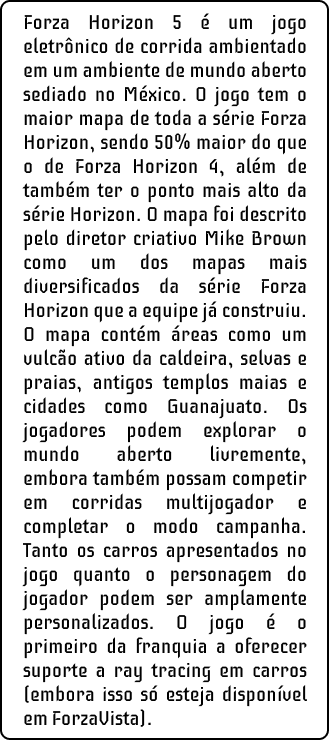 Forza Horizon 5 é um jogo
eletrônico de corrida ambientado
em um ambiente de mundo aberto
sediado no México. O jogo tem o
maior mapa de toda a série Forza
Horizon, sendo 50% maior do que
o de Forza Horizon 4, além de
também ter o ponto mais alto da
série Horizon. O mapa foi descrito
pelo diretor criativo Mike Brown
como um dos mapas mais
diversificados da série Forza
Horizon que a equipe já construiu.
O mapa contém áreas como um
vulcão ativo da caldeira, selvas e
praias, antigos templos maias e
cidades como Guanajuato. Os
jogadores podem explorar o
mundo aberto livremente,
embora também possam competir
em corridas multijogador e
completar o modo campanha.
Tanto os carros apresentados no
jogo quanto o personagem do
jogador podem ser amplamente
personalizados. O jogo é o
primeiro da franquia a oferecer
suporte a ray tracing em carros
(embora isso só esteja disponível
em ForzaVista).